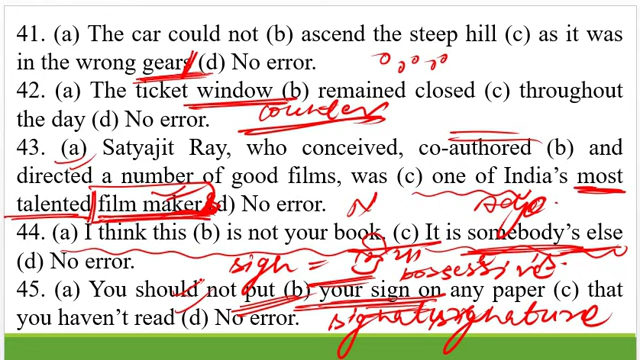 41. (a) The car could not (b) ascend the steep hill (c) as it was
in the wrong gears (d) No error.
42. (a) The ticket window (b) remained closed (c) throughout
the day (d) No error.
counter
43. (a) Satyajit Ray, who conceived, co-authored (b) and
directed a number of good films, was (c) one of India's most
talented film maker (d) No error.
44. (a) I think this (b) is not your book, (c) It is somebody's else
(d) No error.
sign =
possessive
45. (a) You should not put (b) your sign on any paper (c) that
you haven't read (d) No error.
signature